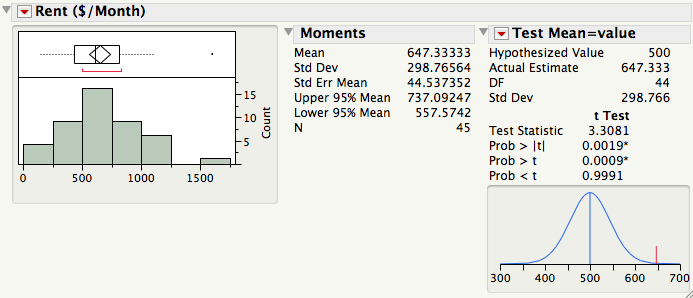 Rent ($/Month)
15
10
5
Count
0 500 1000 1500
Moments
Mean 647.33333
Std Dev 298.76564
Std Err Mean 44.537352
Upper 95% Mean 737.09247
Lower 95% Mean 557.5742
N 45
Test Mean=value
Hypothesized Value 500
Actual Estimate 647.333
DF 44
Std Dev 298.766
t Test
Test Statistic 3.3081
Prob > |t| 0.0019*
Prob > t 0.0009*
Prob < t 0.9991
300 400 500 600 700